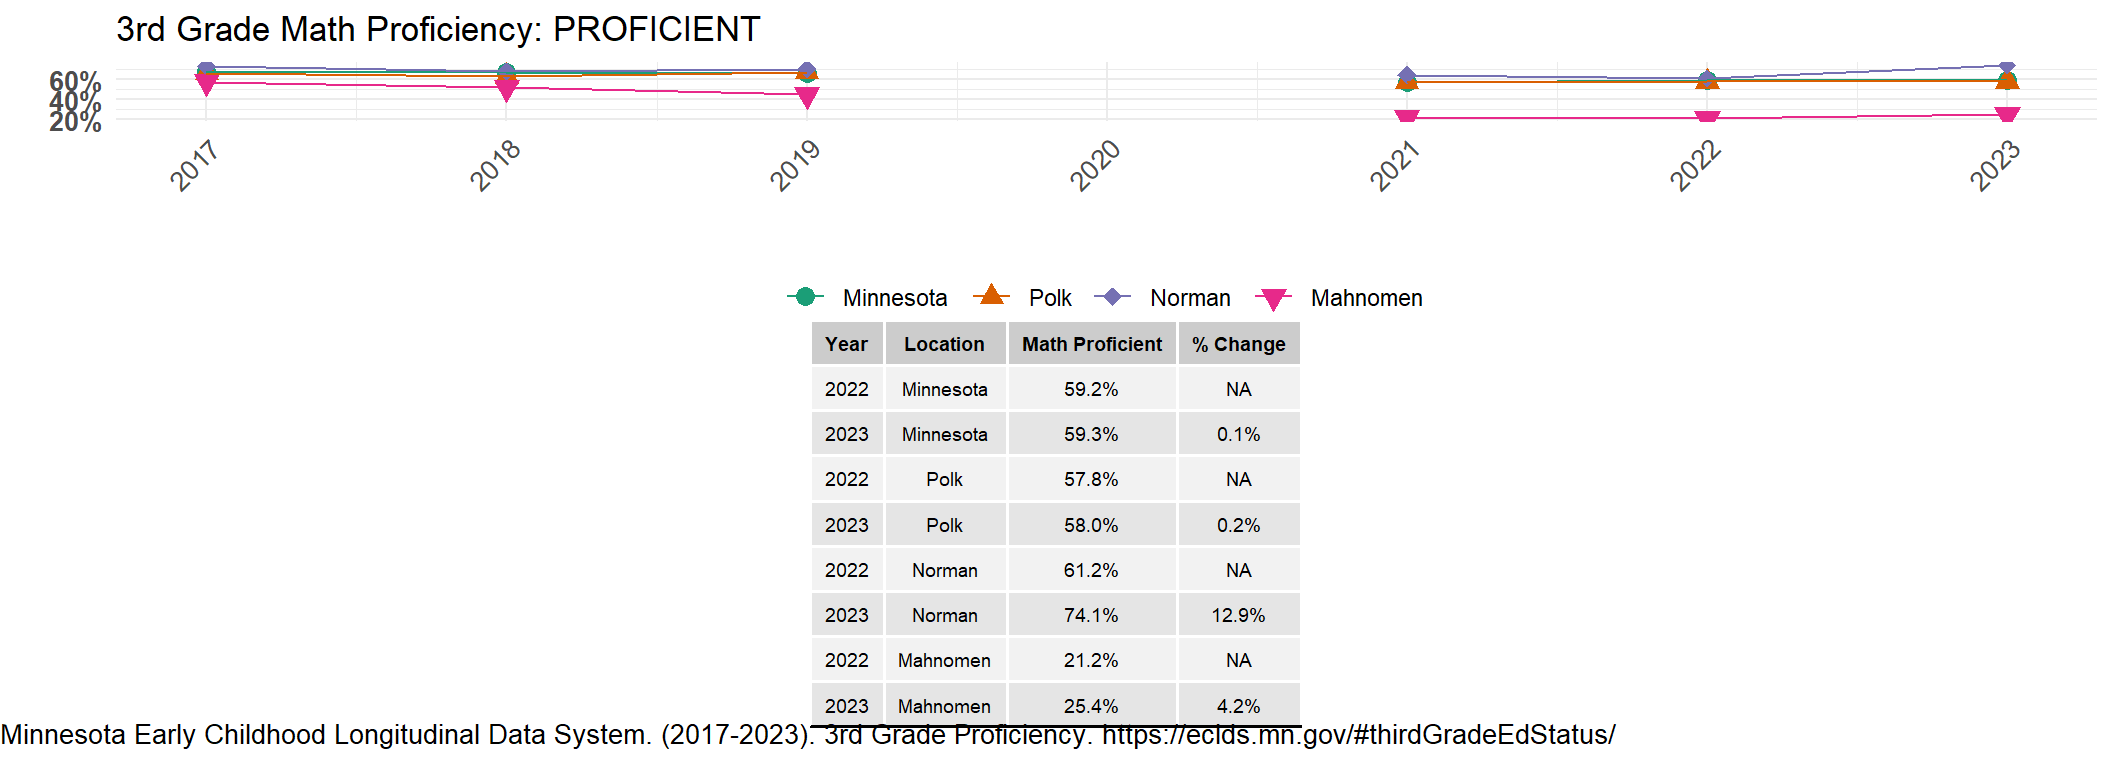 3rd Grade Math Proficiency: PROFICIENT
60%
40%
20%
2017 2018 2019 2020 2021 2022 2023
Minnesota Polk Norman Mahnomen
Year Location Math Proficient % Change
2022 Minnesota 59.2% NA
2023 Minnesota 59.3% 0.1%
2022 Polk 57.8% NA
2023 Polk 58.0% 0.2%
2022 Norman 61.2% NA
2023 Norman 74.1% 12.9%
2022 Mahnomen 21.2% NA
2023 Mahnomen 25.4% 4.2%
Minnesota Early Childhood Longitudinal Data System. (2017-2023). 3rd Grade Proficiency. https://eclds.mn.gov/#thirdGradeEdStatus/